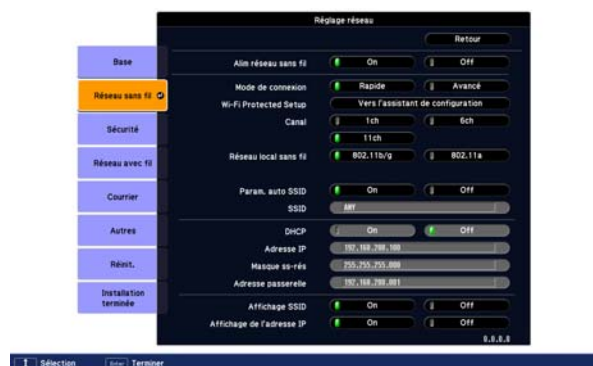 Réglage réseau
Retour
Base
Alim réseau sans fil On Off
Réseau sans fil
Mode de connexion Rapide Avancé
Wi-Fi Protected Setup Vers l'assistant de configuration
Canal 1ch 6ch
11ch
Sécurité
Réseau avec fil
Réseau local sans fil 802.11b/g 802.11a
Courrier
Param. auto SSID On Off
SSID ANY
Autres
DHCP On Off
Adresse IP 192.168.200.100
Réinit.
Masque ss-rés 255.255.255.000
Adresse passerelle 192.168.200.001
Installation
terminée
Affichage SSID On Off
Affichage de l'adresse IP On Off
0.0.0.0
Sélection Enter Terminer